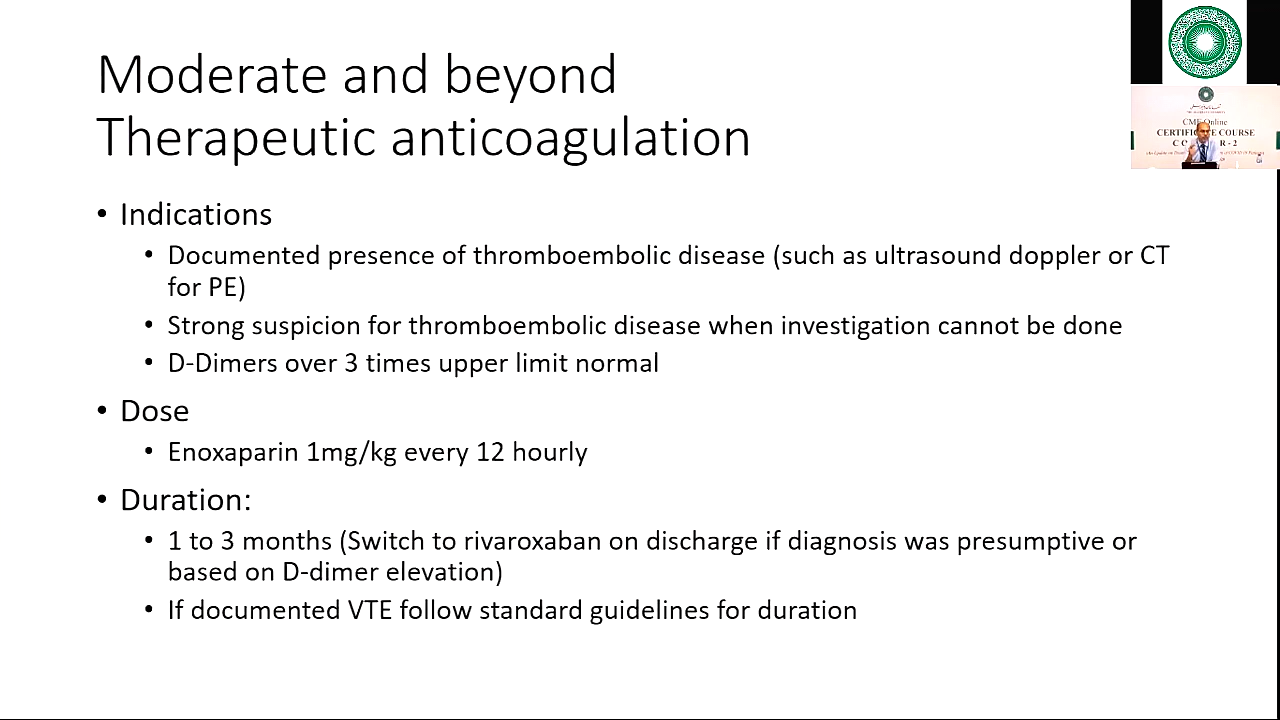 Moderate and beyond
Therapeutic anticoagulation
• Indications
• Documented presence of thromboembolic disease (such as ultrasound doppler or CT
for PE)
• Strong suspicion for thromboembolic disease when investigation cannot be done
• D-Dimers over 3 times upper limit normal
• Dose
• Enoxaparin 1mg/kg every 12 hourly
• Duration:
• 1 to 3 months (Switch to rivaroxaban on discharge if diagnosis was presumptive or
based on D-dimer elevation)
• If documented VTE follow standard guidelines for duration
CME Online
COURSE